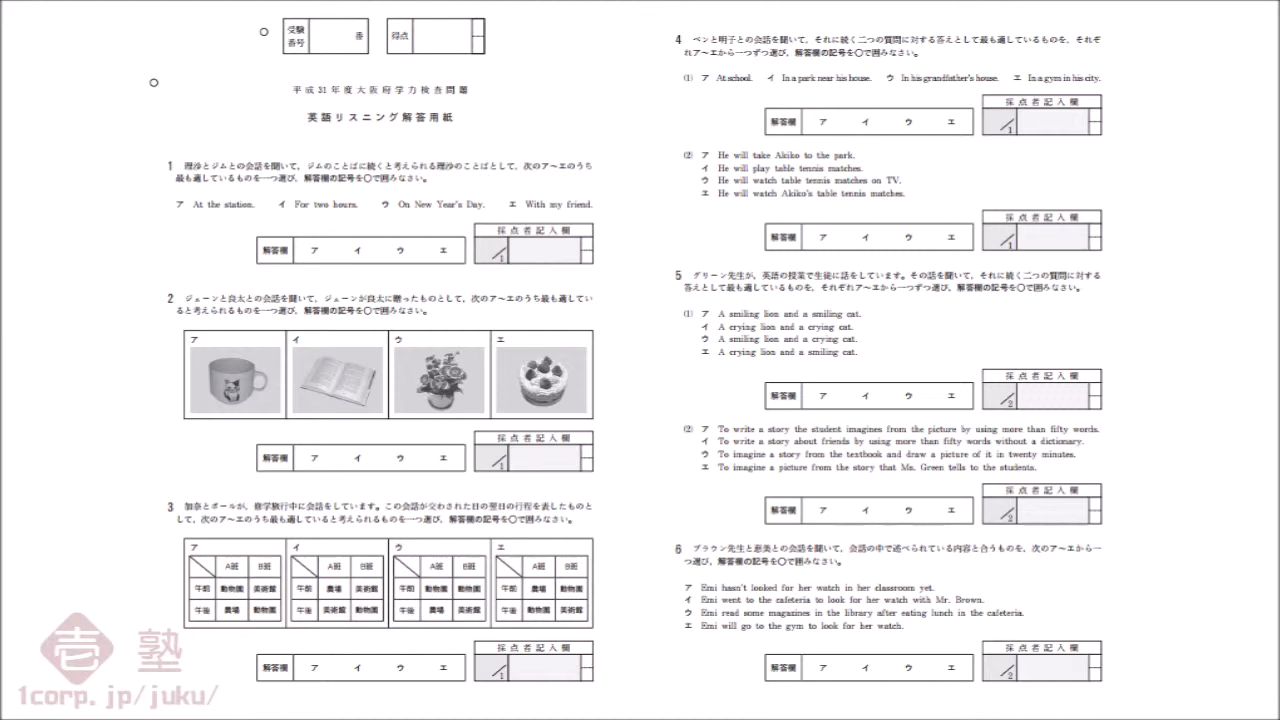 受験番号 番 得点
平成31年度大阪府学力検査問題
英語リスニング解答用紙
1 理沙とジムとの会話を聞いて，ジムのことばに続くと考えられる理沙のことばとして，次のア～エのうち
最も適しているものを一つ選び，解答欄の記号を○で囲みなさい。
ア At the station. イ For two hours. ウ On New Year's Day. エ With my friend.
採点者記入欄
解答欄 ア イ ウ エ /1
2 ジェーンと良太との会話を聞いて，ジェーンが良太に贈ったものとして，次のア～エのうち最も適してい
ると考えられるものを一つ選び，解答欄の記号を○で囲みなさい。
ア イ ウ エ
採点者記入欄
解答欄 ア イ ウ エ /1
3 加奈とポールが，修学旅行中に会話をしています。この会話が交わされた日の翌日の行程を表したものと
して，次のア～エのうち最も適していると考えられるものを一つ選び，解答欄の記号を○で囲みなさい。
ア イ ウ エ
A班 B班 A班 B班 A班 B班 A班 B班
午前 動物園 美術館 午前 農場 美術館 午前 動物園 動物園 午前 農場 動物園
午後 農場 動物園 午後 美術館 動物園 午後 農場 美術館 午後 動物園 美術館
採点者記入欄
解答欄 ア イ ウ エ /1
4 ベンと明子との会話を聞いて，それに続く二つの質問に対する答えとして最も適しているものを，それぞ
れア～エから一つずつ選び，解答欄の記号を○で囲みなさい。
(1) ア At school. イ In a park near his house. ウ In his grandfather's house. エ In a gym in his city.
採点者記入欄
解答欄 ア イ ウ エ /1
(2) ア He will take Akiko to the park.
イ He will play table tennis matches.
ウ He will watch table tennis matches on TV.
エ He will watch Akiko's table tennis matches.
採点者記入欄
解答欄 ア イ ウ エ /1
5 グリーン先生が，英語の授業で生徒に話をしています。その話を聞いて，それに続く二つの質問に対する
答えとして最も適しているものを，それぞれア～エから一つずつ選び，解答欄の記号を○で囲みなさい。
(1) ア A smiling lion and a smiling cat.
イ A crying lion and a crying cat.
ウ A smiling lion and a crying cat.
エ A crying lion and a smiling cat.
採点者記入欄
解答欄 ア イ ウ エ /2
(2) ア To write a story the student imagines from the picture by using more than fifty words.
イ To write a story about friends by using more than fifty words without a dictionary.
ウ To imagine a story from the textbook and draw a picture of it in twenty minutes.
エ To imagine a picture from the story that Ms. Green tells to the students.
採点者記入欄
解答欄 ア イ ウ エ /2
6 ブラウン先生と恵美との会話を聞いて，会話の中で述べられている内容と合うものを，次のア～エから一
つ選び，解答欄の記号を○で囲みなさい。
ア Emi hasn't looked for her watch in her classroom yet.
イ Emi went to the cafeteria to look for her watch with Mr. Brown.
ウ Emi read some magazines in the library after eating lunch in the cafeteria.
エ Emi will go to the gym to look for her watch.
採点者記入欄
解答欄 ア イ ウ エ /2
壱塾
1corp.jp/juku/